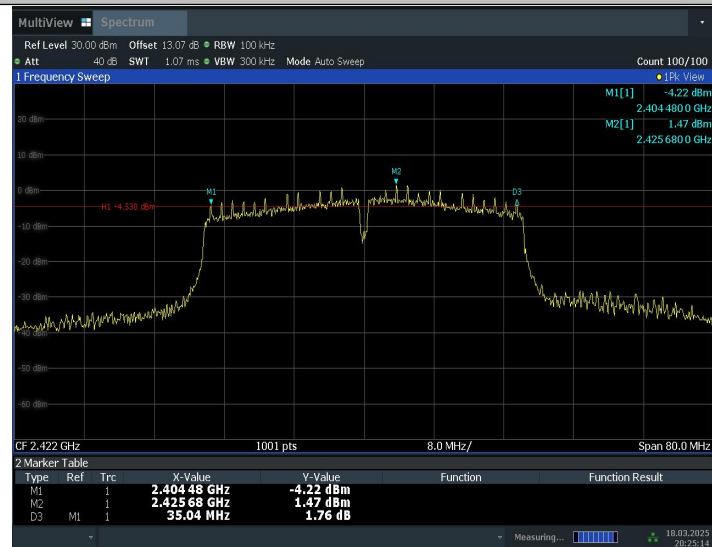 MultiView Spectrum
Ref Level 30.00 dBm Offset 13.07 dB RBW 100 kHz
Att 40 dB SWT 1.07 ms VBW 300 kHz Mode Auto Sweep Count 100/100
1 Frequency Sweep 1Pk View
M1[1] -4.22 dBm
2.404 480 0 GHz
20 dBm M2[1] 1.47 dBm
2.425 680 0 GHz
10 dBm
M2
0 dBm M1 D3
H1 -4.530 dBm
-10 dBm
-20 dBm
-30 dBm
-40 dBm
-50 dBm
-60 dBm
CF 2.422 GHz 1001 pts 8.0 MHz/ Span 80.0 MHz
2 Marker Table
Type Ref Trc X-Value Y-Value Function Function Result
M1 1 2.404 48 GHz -4.22 dBm
M2 1 2.425 68 GHz 1.47 dBm
D3 M1 1 35.04 MHz 1.76 dB
Measuring... 18.03.2025
20:25:14